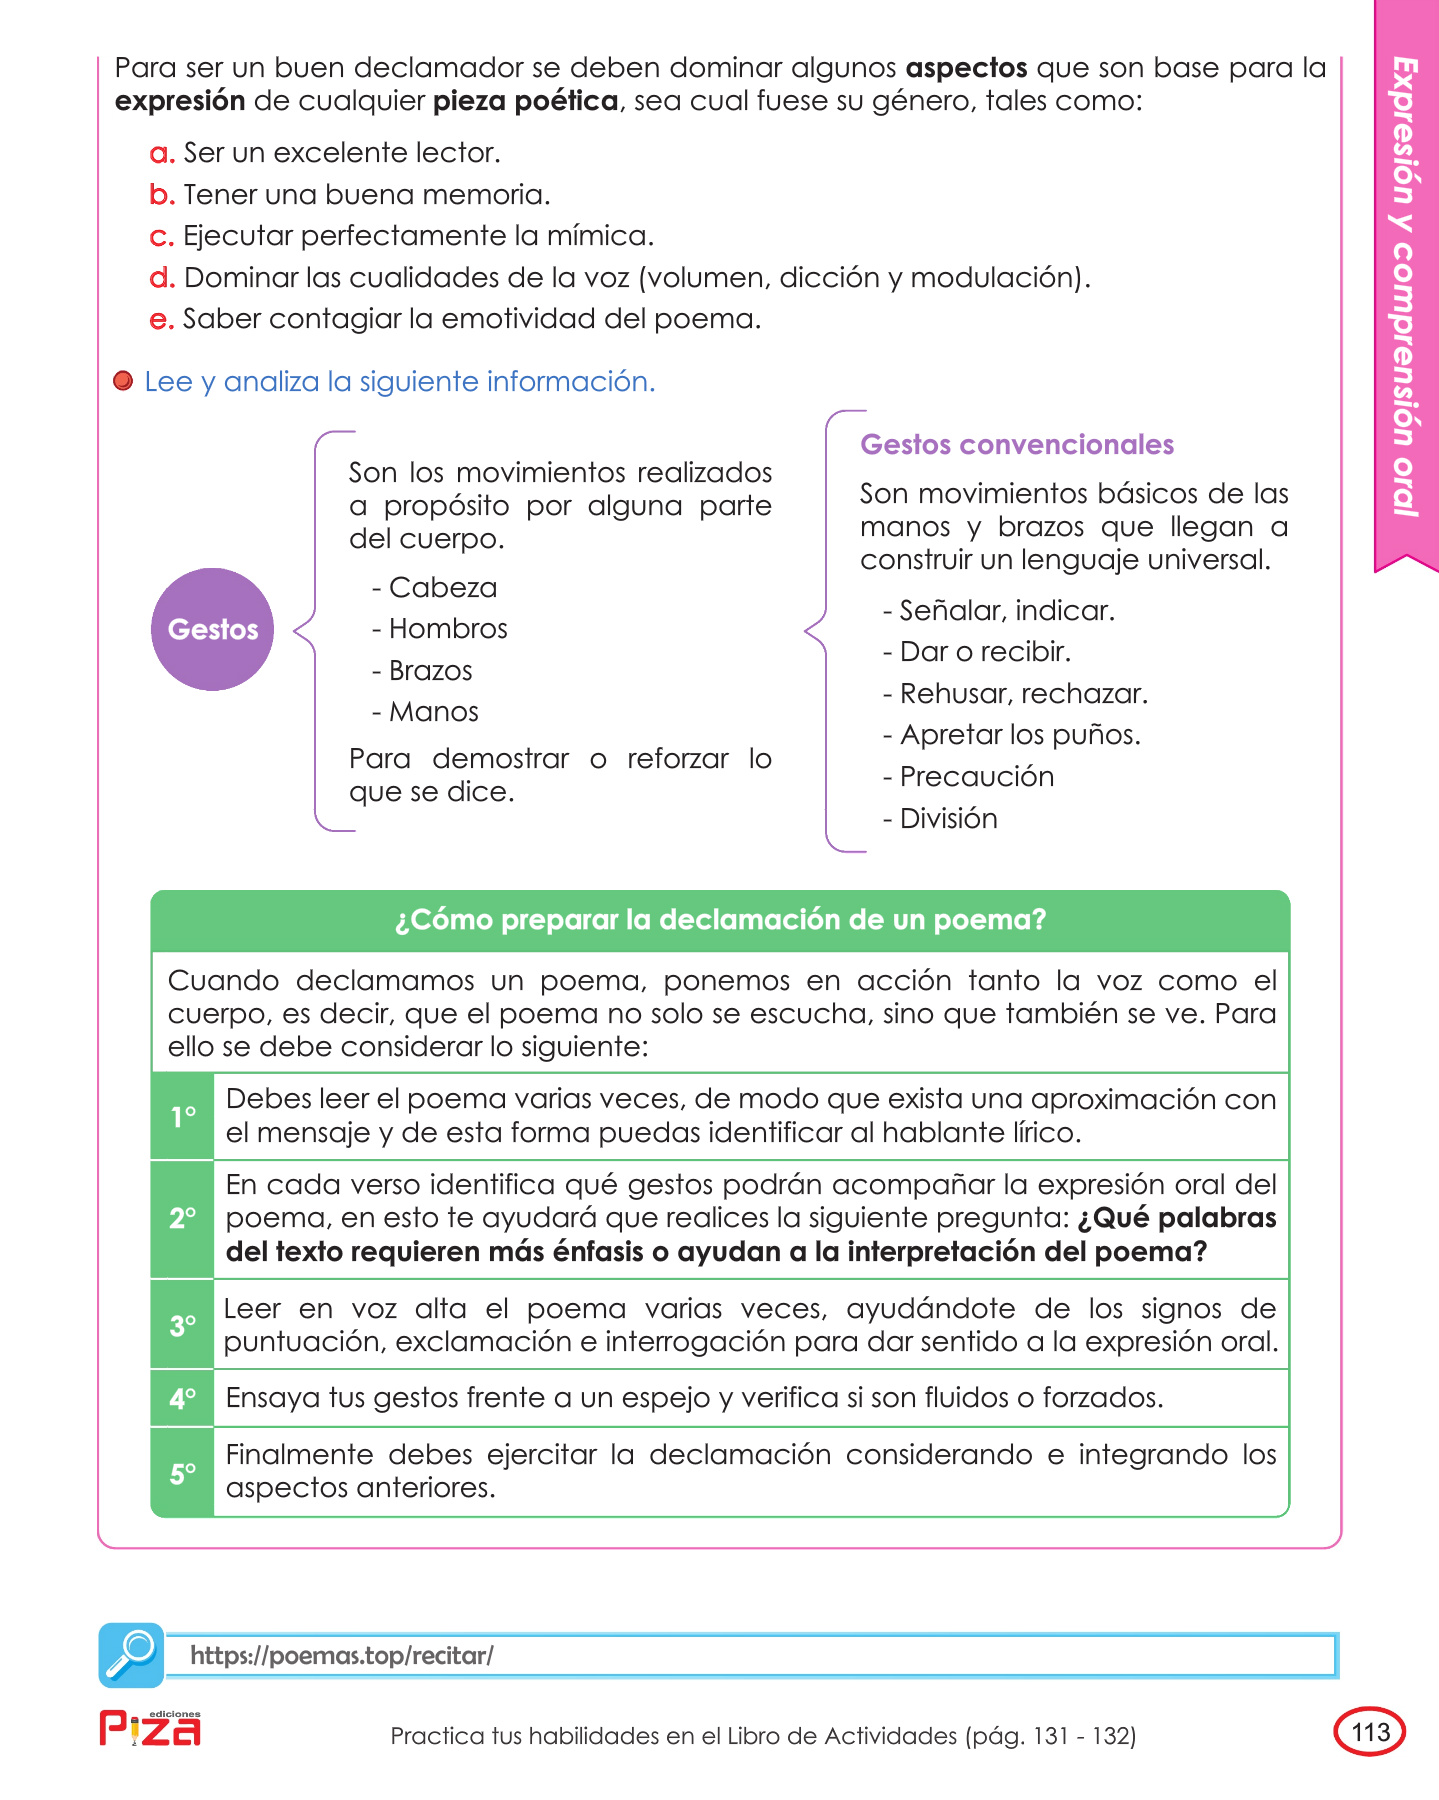 Para ser un buen declamador se deben dominar algunos aspectos que son base para la
expresión de cualquier pieza poética, sea cual fuese su género, tales como:
a. Ser un excelente lector.
b. Tener una buena memoria.
c. Ejecutar perfectamente la mímica.
d. Dominar las cualidades de la voz (volumen, dicción y modulación).
e. Saber contagiar la emotividad del poema.
Lee y analiza la siguiente información.
Gestos
Son los movimientos realizados
a propósito por alguna parte
del cuerpo.
- Cabeza
- Hombros
- Brazos
- Manos
Para demostrar o reforzar lo
que se dice.
Gestos convencionales
Son movimientos básicos de las
manos y brazos que llegan a
construir un lenguaje universal.
- Señalar, indicar.
- Dar o recibir.
- Rehusar, rechazar.
- Apretar los puños.
- Precaución
- División
¿Cómo preparar la declamación de un poema?
Cuando declamamos un poema, ponemos en acción tanto la voz como el
cuerpo, es decir, que el poema no solo se escucha, sino que también se ve. Para
ello se debe considerar lo siguiente:
1°
Debes leer el poema varias veces, de modo que exista una aproximación con
el mensaje y de esta forma puedas identificar al hablante lírico.
2°
En cada verso identifica qué gestos podrán acompañar la expresión oral del
poema, en esto te ayudará que realices la siguiente pregunta: ¿Qué palabras
del texto requieren más énfasis o ayudan a la interpretación del poema?
3°
Leer en voz alta el poema varias veces, ayudándote de los signos de
puntuación, exclamación e interrogación para dar sentido a la expresión oral.
4°
Ensaya tus gestos frente a un espejo y verifica si son fluidos o forzados.
5°
Finalmente debes ejercitar la declamación considerando e integrando los
aspectos anteriores.
Expresión y comprensión oral
https://poemas.top/recitar/
ediciones
Piza
Practica tus habilidades en el Libro de Actividades (pág. 131 - 132)
113